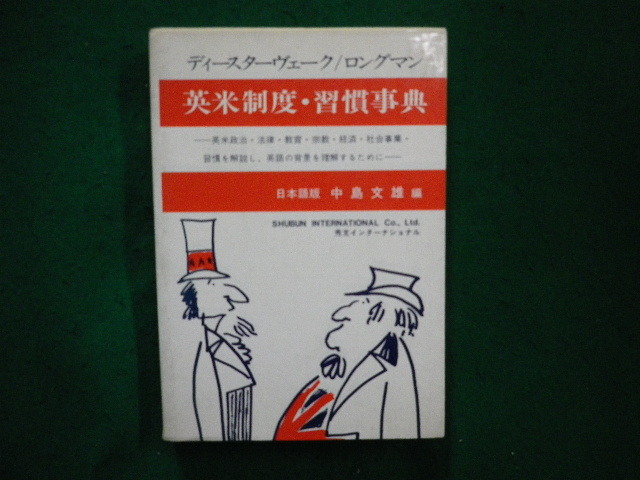 ディースターヴェーク/ロングマン
英米制度・習慣事典
——英米政治・法律・教育・宗教・経済・社会事業・
習慣を解説し、英語の背景を理解するために——
日本語版 中島文雄 編
SHUBUN INTERNATIONAL Co., Ltd.
秀文インターナショナル